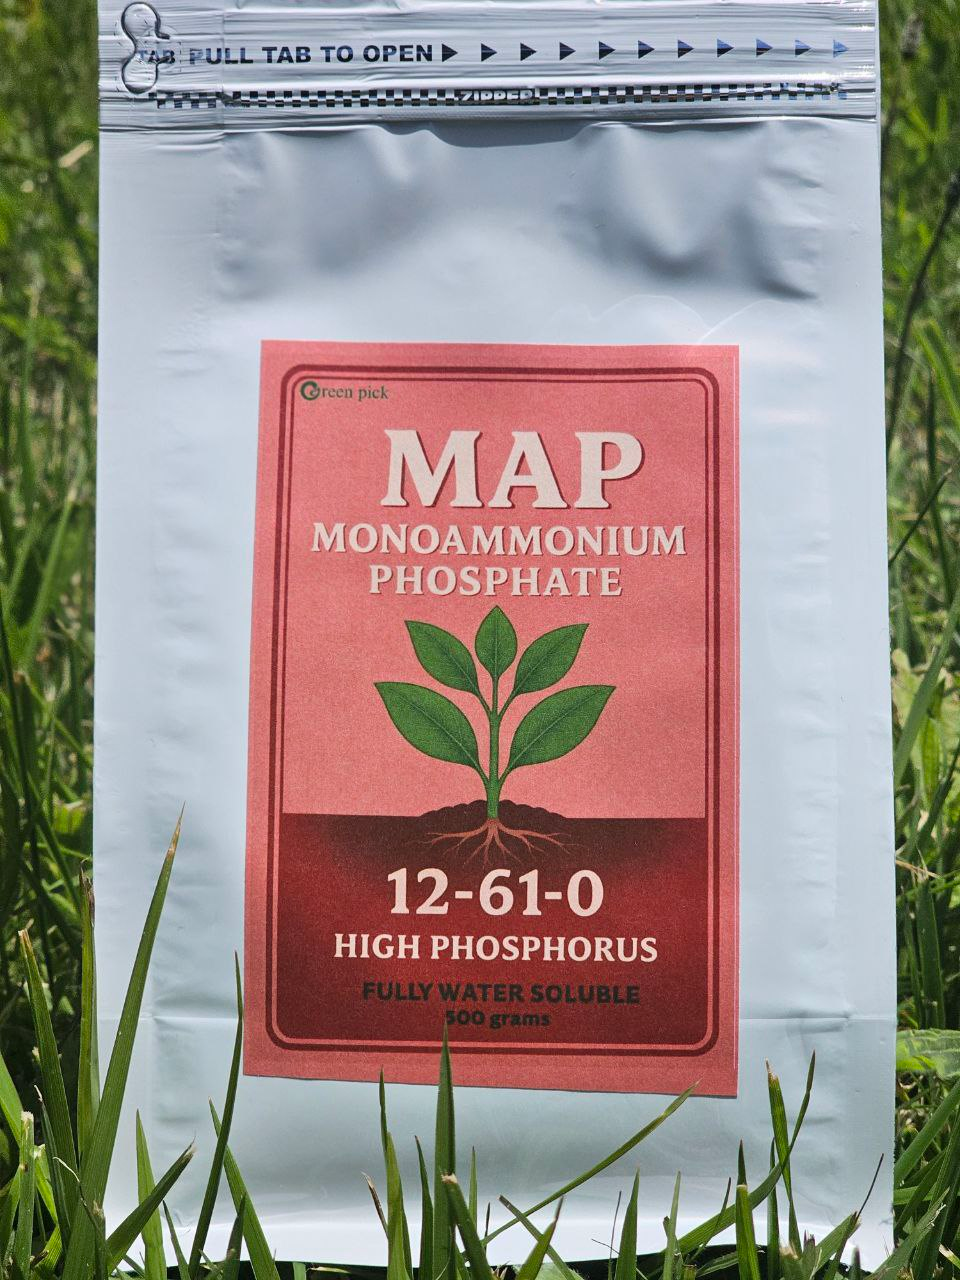 TAB PULL TAB TO OPEN
ZIPPER
Green pick
MAP
MONOAMMONIUM
PHOSPHATE
12-61-0
HIGH PHOSPHORUS
FULLY WATER SOLUBLE
500 grams